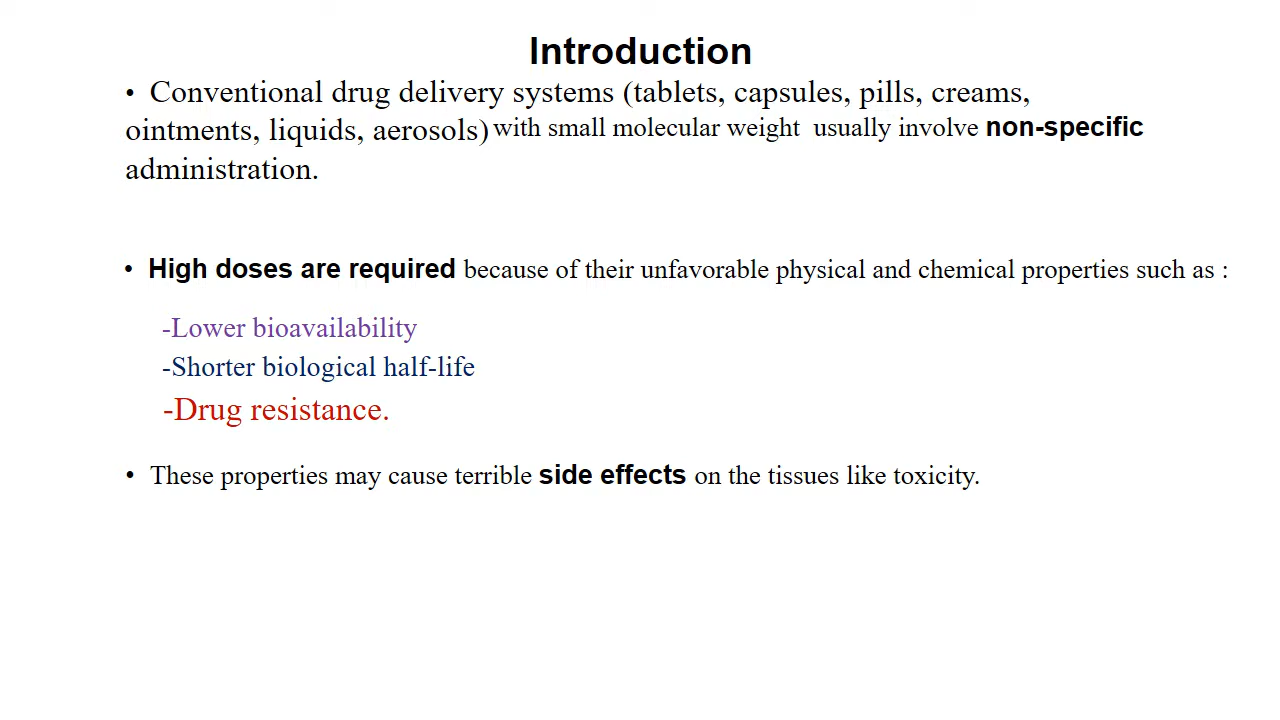 Introduction
• Conventional drug delivery systems (tablets, capsules, pills, creams,
ointments, liquids, aerosols) with small molecular weight  usually involve non-specific
administration.
• High doses are required because of their unfavorable physical and chemical properties such as :
-Lower bioavailability
-Shorter biological half-life
-Drug resistance.
• These properties may cause terrible side effects on the tissues like toxicity.